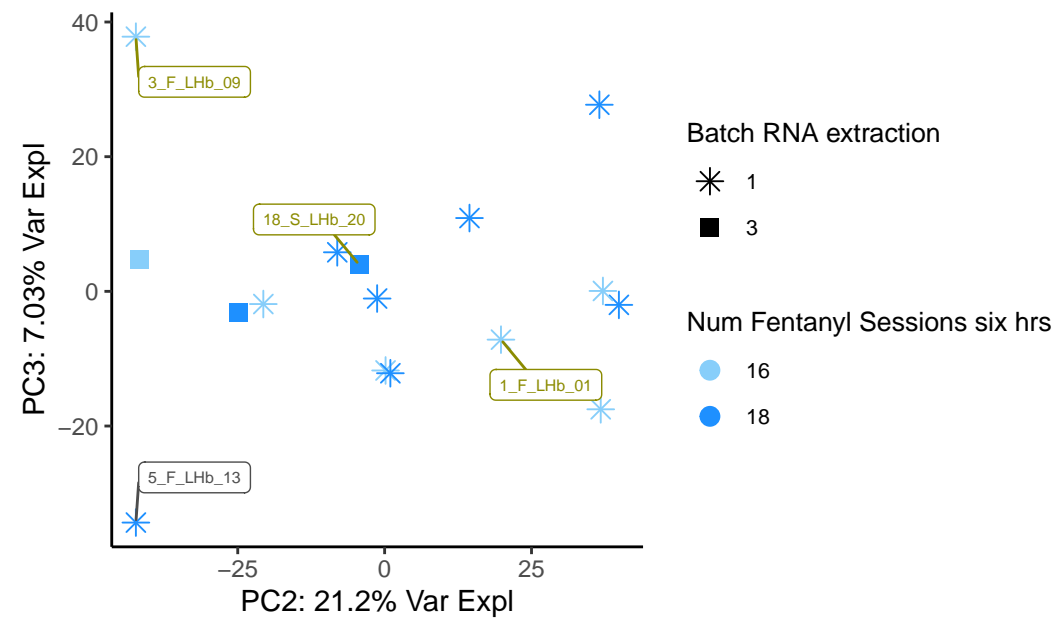 40
20
0
−20
PC3: 7.03% Var Expl
3_F_LHb_09
18_S_LHb_20
1_F_LHb_01
5_F_LHb_13
−25
0
25
PC2: 21.2% Var Expl
Batch RNA extraction
1
3
Num Fentanyl Sessions six hrs
16
18